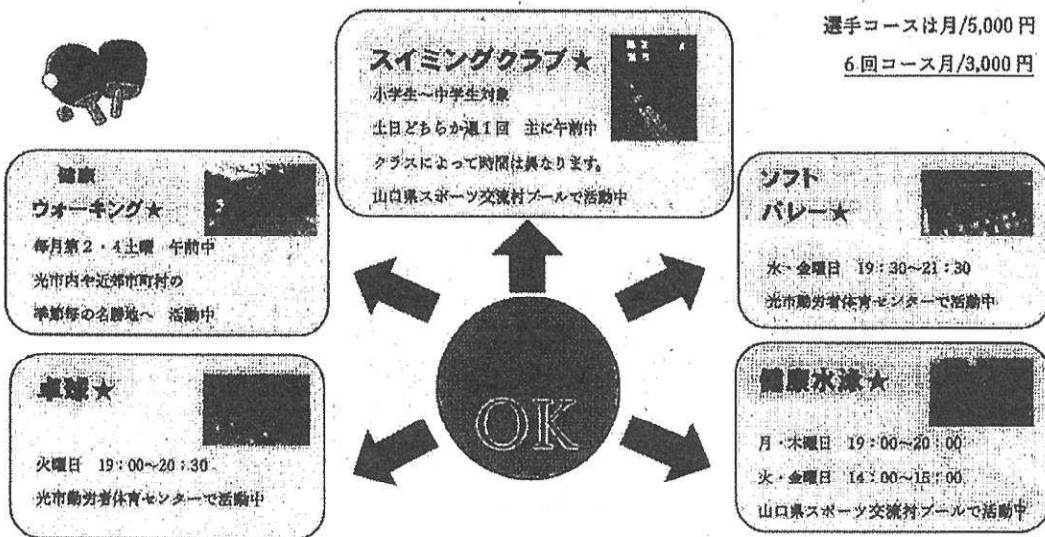 選手コースは月/5,000円
6回コース月/3,000円
スイミングクラブ★
小学生～中学生対象
土日どちらか週1回 主に午前中
クラスによって時間は異なります。
山口県スポーツ交流村プールで活動中
健康
ウォーキング★
毎月第2・4土曜 午前中
光市内や近郊市町村の
季節毎の名勝地へ 活動中
ソフト
バレー★
水・金曜日 19:30～21:30
光市勤労者体育センターで活動中
OK
卓球★
火曜日 19:00～20:30
光市勤労者体育センターで活動中
健康水泳★
月・木曜日 19:00～20:00
火・金曜日 14:00～15:00
山口県スポーツ交流村プールで活動中